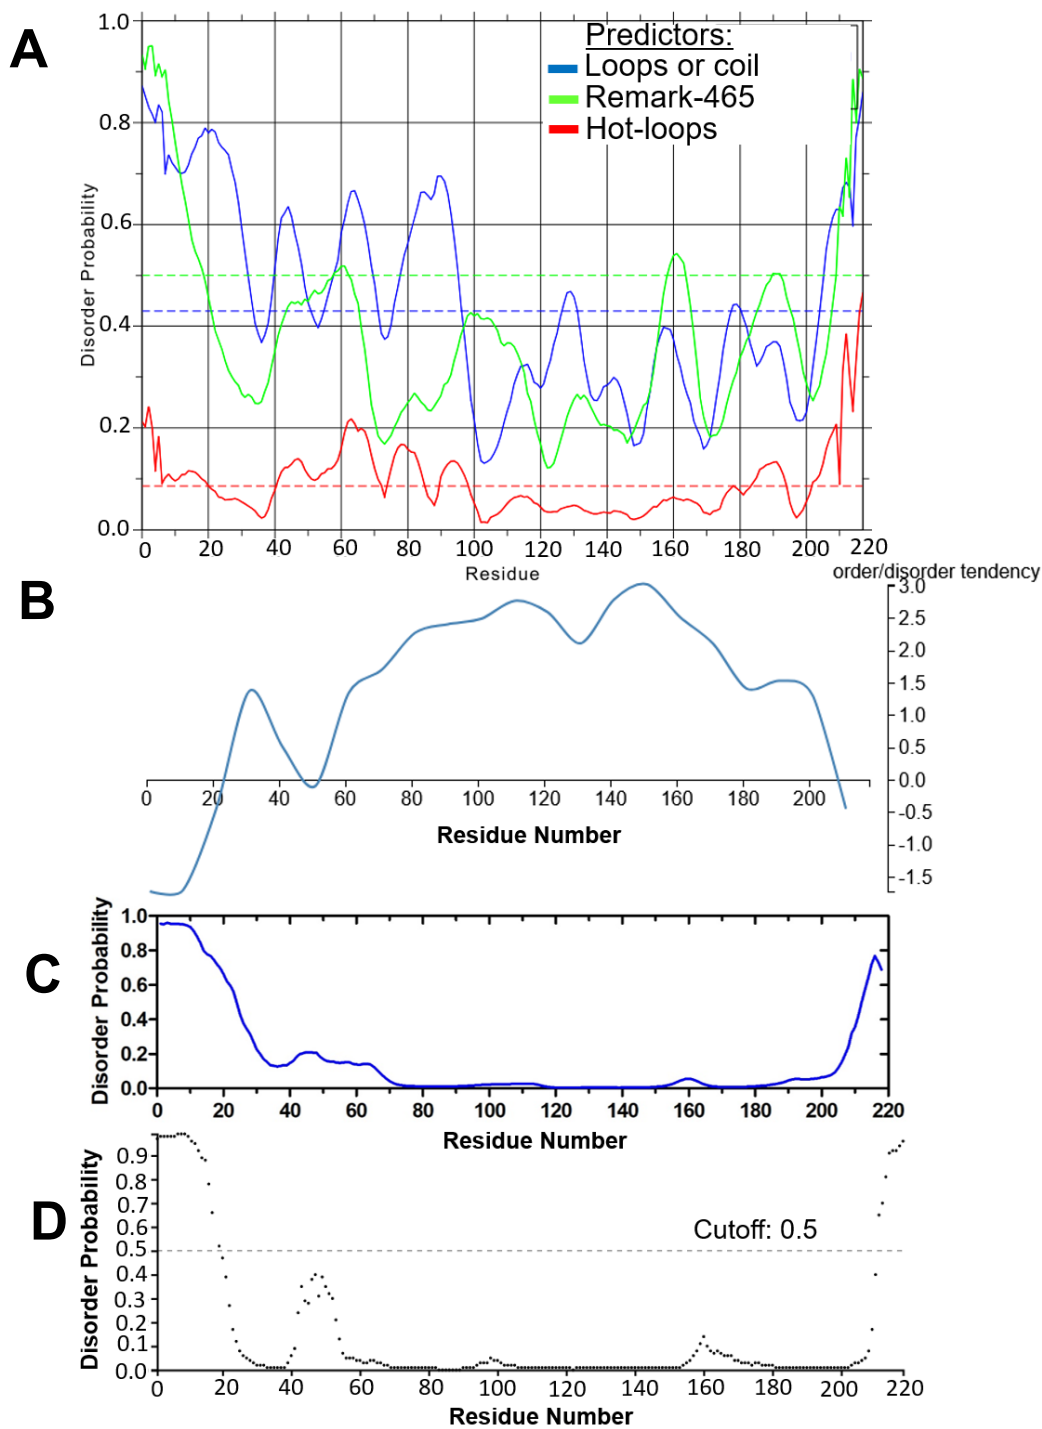 A
Predictors:
Loops or coil
Remark-465
Hot-loops
Disorder Probability
1.0
0.8
0.6
0.4
0.2
0.0
0 20 40 60 80 100 120 140 160 180 200 220
Residue
B
order/disorder tendency
3.0
2.5
2.0
1.5
1.0
0.5
0.0
-0.5
-1.0
-1.5
0 20 40 60 80 100 120 140 160 180 200
Residue Number
C
Disorder Probability
1.0
0.8
0.6
0.4
0.2
0.0
0 20 40 60 80 100 120 140 160 180 200 220
Residue Number
D
Disorder Probability
0.9
0.8
0.7
0.6
0.5
0.4
0.3
0.2
0.1
0.0
Cutoff: 0.5
0 20 40 60 80 100 120 140 160 180 200 220
Residue Number